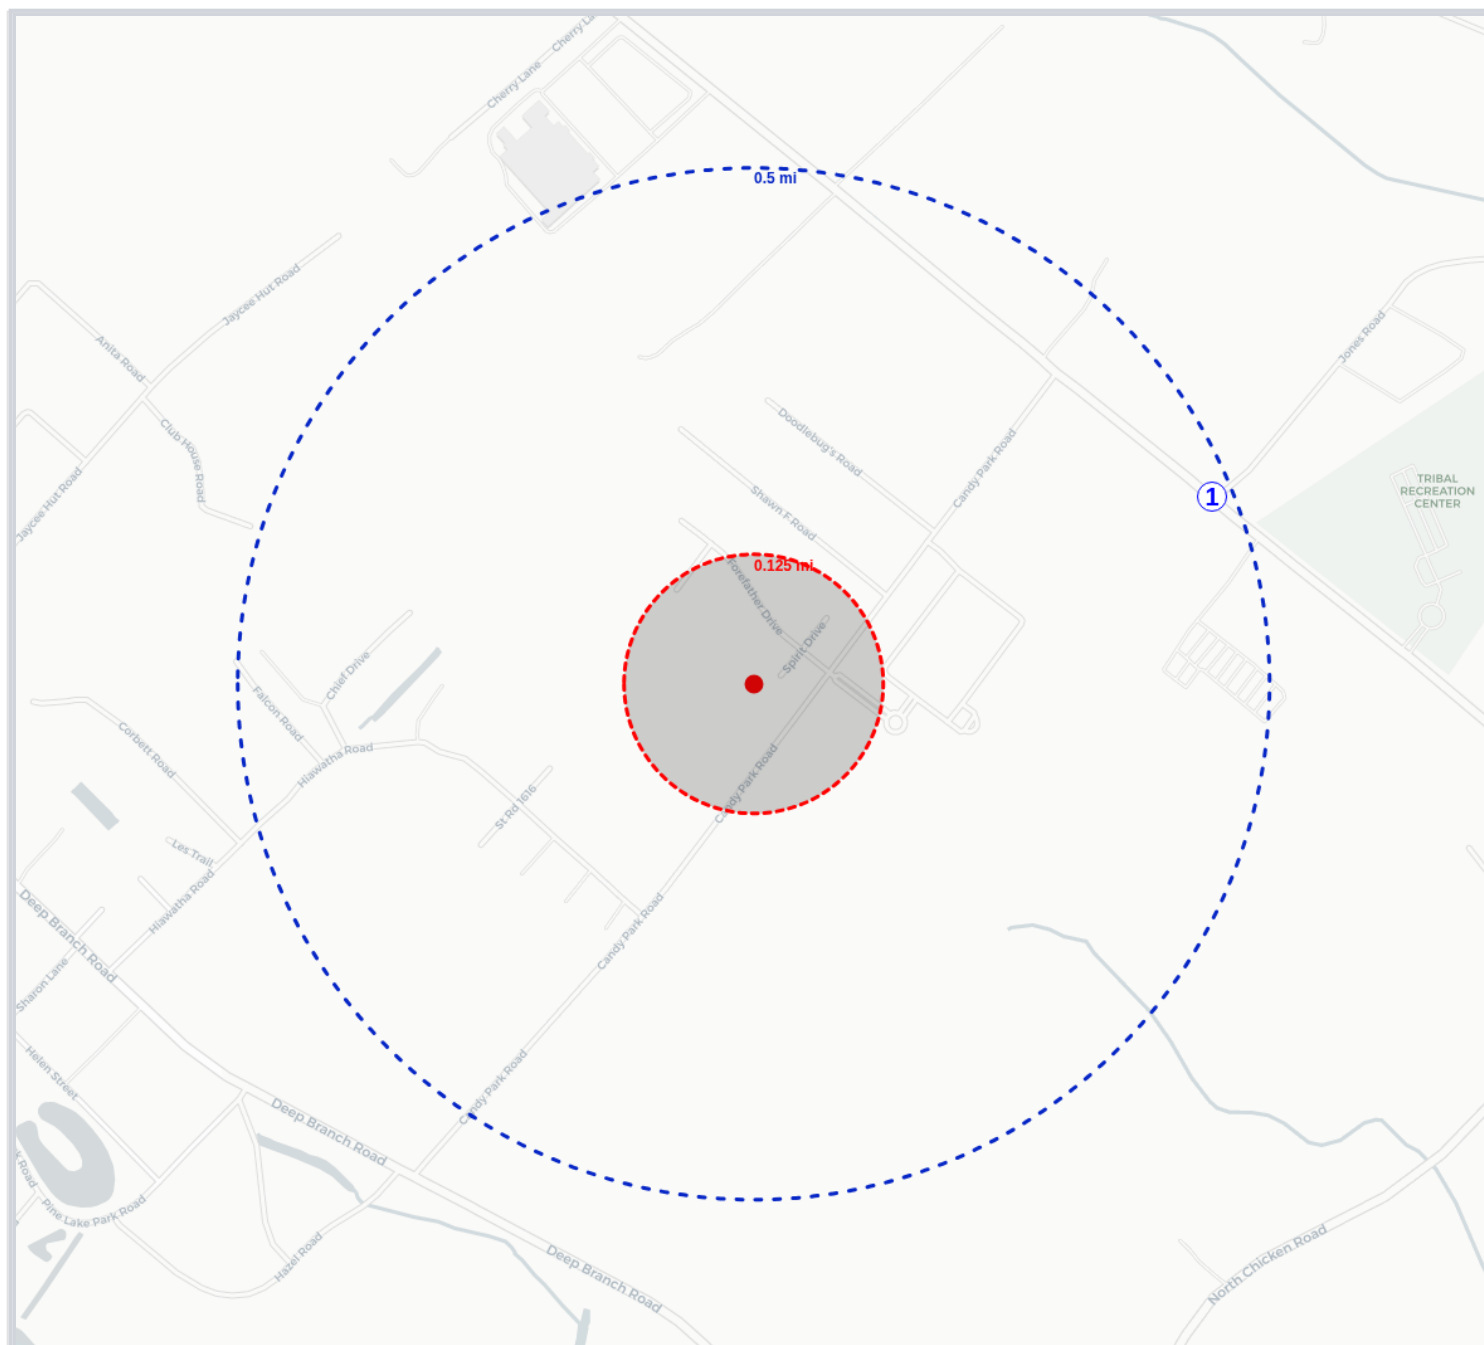 Cherry La
Cherry Lane
0.5 mi
Jaycee Hut Road
Jones Road
Anita Road
Doodlebug's Road
Candy Park Road
Club House Road
TRIBAL
RECREATION
CENTER
Jaycee Hut Road
Shawn F Road
1
0.125 mi
Forefather Drive
Spirit Drive
Chief Drive
Falcon Road
Corbett Road
Hiawatha Road
Candy Park Road
St Rd 1616
Les Trail
Hiawatha Road
Deep Branch Road
Candy Park Road
Sharon Lane
Helen Street
Candy Park Road
Deep Branch Road
k Road
Pine Lake Park Road
Hazel Road
Deep Branch Road
North Chicken Road